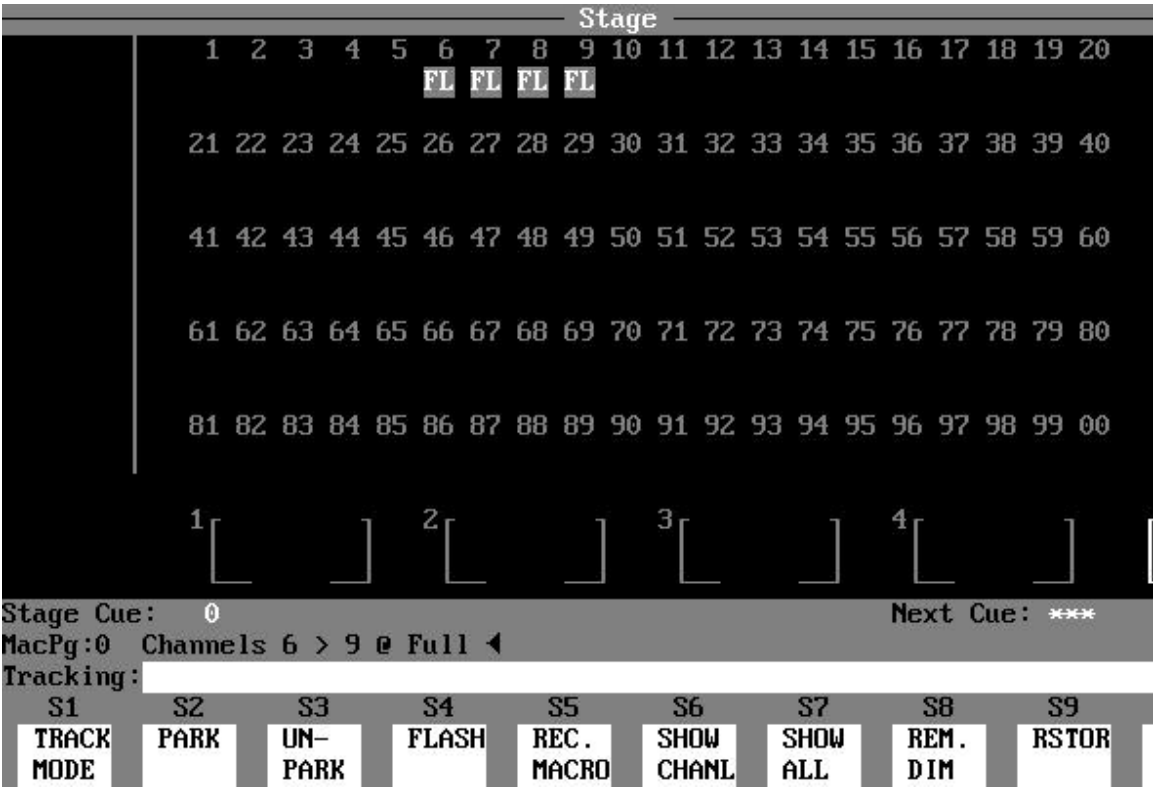 Stage
1 2 3 4 5 6 7 8 9 10 11 12 13 14 15 16 17 18 19 20
FL FL FL FL
21 22 23 24 25 26 27 28 29 30 31 32 33 34 35 36 37 38 39 40
41 42 43 44 45 46 47 48 49 50 51 52 53 54 55 56 57 58 59 60
61 62 63 64 65 66 67 68 69 70 71 72 73 74 75 76 77 78 79 80
81 82 83 84 85 86 87 88 89 90 91 92 93 94 95 96 97 98 99 00
1 2 3 4
Stage Cue: 0 Next Cue: ***
MacPg:0 Channels 6 > 9 @ Full ◄
Tracking:
S1 S2 S3 S4 S5 S6 S7 S8 S9
TRACK PARK UN- FLASH REC. SHOW SHOW REM. RSTOR
MODE PARK MACRO CHANL ALL DIM